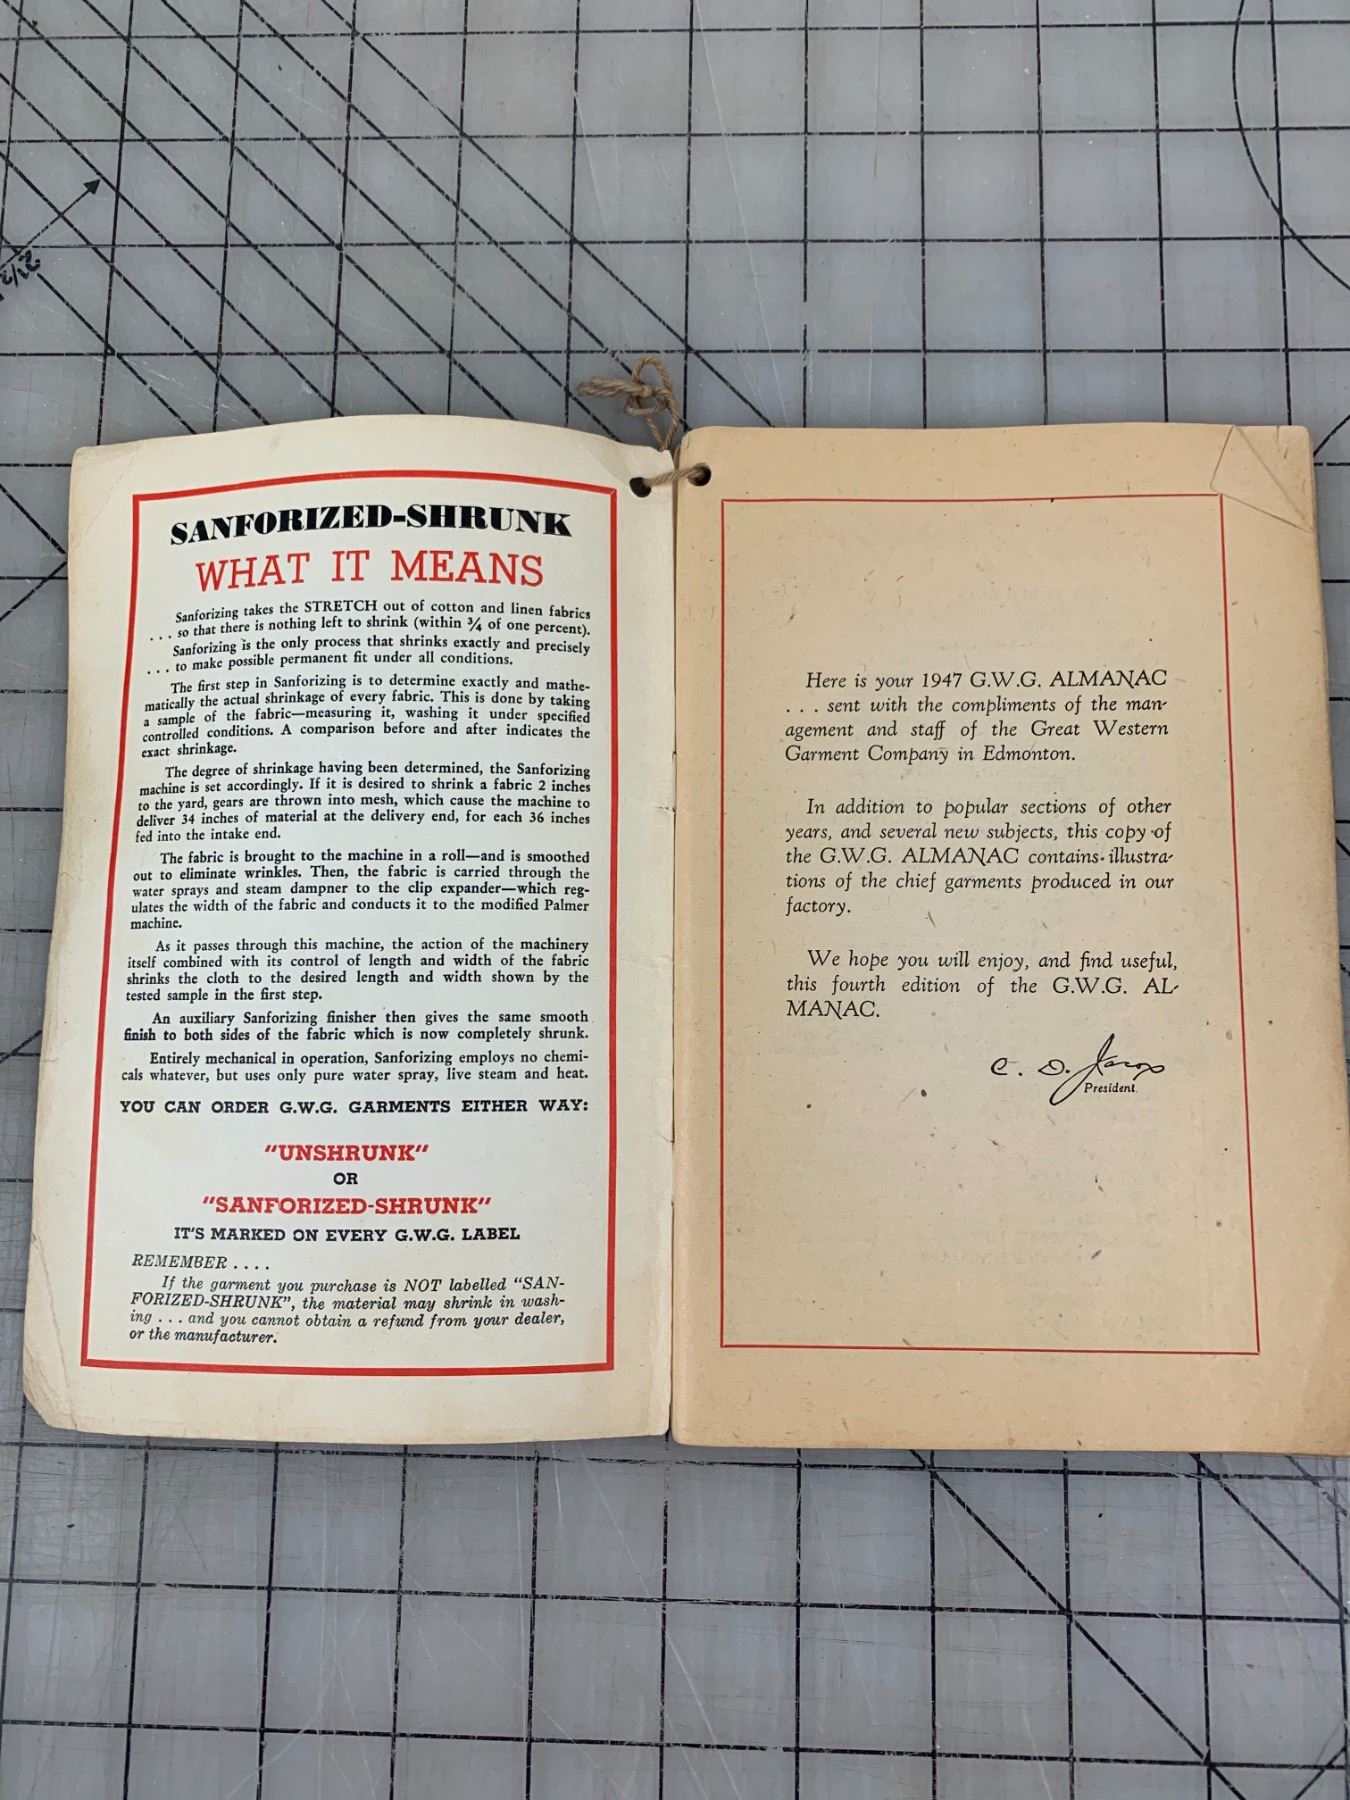 2 1/2
SANFORIZED-SHRUNK
WHAT IT MEANS
Sanforizing takes the STRETCH out of cotton and linen fabrics
. . . so that there is nothing left to shrink (within ¾ of one percent).
Sanforizing is the only process that shrinks exactly and precisely
. . . to make possible permanent fit under all conditions.
The first step in Sanforizing is to determine exactly and mathe-
matically the actual shrinkage of every fabric. This is done by taking
a sample of the fabric—measuring it, washing it under specified
controlled conditions. A comparison before and after indicates the
exact shrinkage.
The degree of shrinkage having been determined, the Sanforizing
machine is set accordingly. If it is desired to shrink a fabric 2 inches
to the yard, gears are thrown into mesh, which cause the machine to
deliver 34 inches of material at the delivery end, for each 36 inches
fed into the intake end.
The fabric is brought to the machine in a roll—and is smoothed
out to eliminate wrinkles. Then, the fabric is carried through the
water sprays and steam dampner to the clip expander—which reg-
ulates the width of the fabric and conducts it to the modified Palmer
machine.
As it passes through this machine, the action of the machinery
itself combined with its control of length and width of the fabric
shrinks the cloth to the desired length and width shown by the
tested sample in the first step.
An auxiliary Sanforizing finisher then gives the same smooth
finish to both sides of the fabric which is now completely shrunk.
Entirely mechanical in operation, Sanforizing employs no chemi-
cals whatever, but uses only pure water spray, live steam and heat.
YOU CAN ORDER G.W.G. GARMENTS EITHER WAY:
"UNSHRUNK"
OR
"SANFORIZED-SHRUNK"
IT'S MARKED ON EVERY G.W.G. LABEL
REMEMBER . . . .
If the garment you purchase is NOT labelled "SAN-
FORIZED-SHRUNK", the material may shrink in wash-
ing . . . and you cannot obtain a refund from your dealer,
or the manufacturer.
Here is your 1947 G.W.G. ALMANAC
. . . sent with the compliments of the man-
agement and staff of the Great Western
Garment Company in Edmonton.
In addition to popular sections of other
years, and several new subjects, this copy of
the G.W.G. ALMANAC contains illustra-
tions of the chief garments produced in our
factory.
We hope you will enjoy, and find useful,
this fourth edition of the G.W.G. AL-
MANAC.
C. D. Jacox
President.